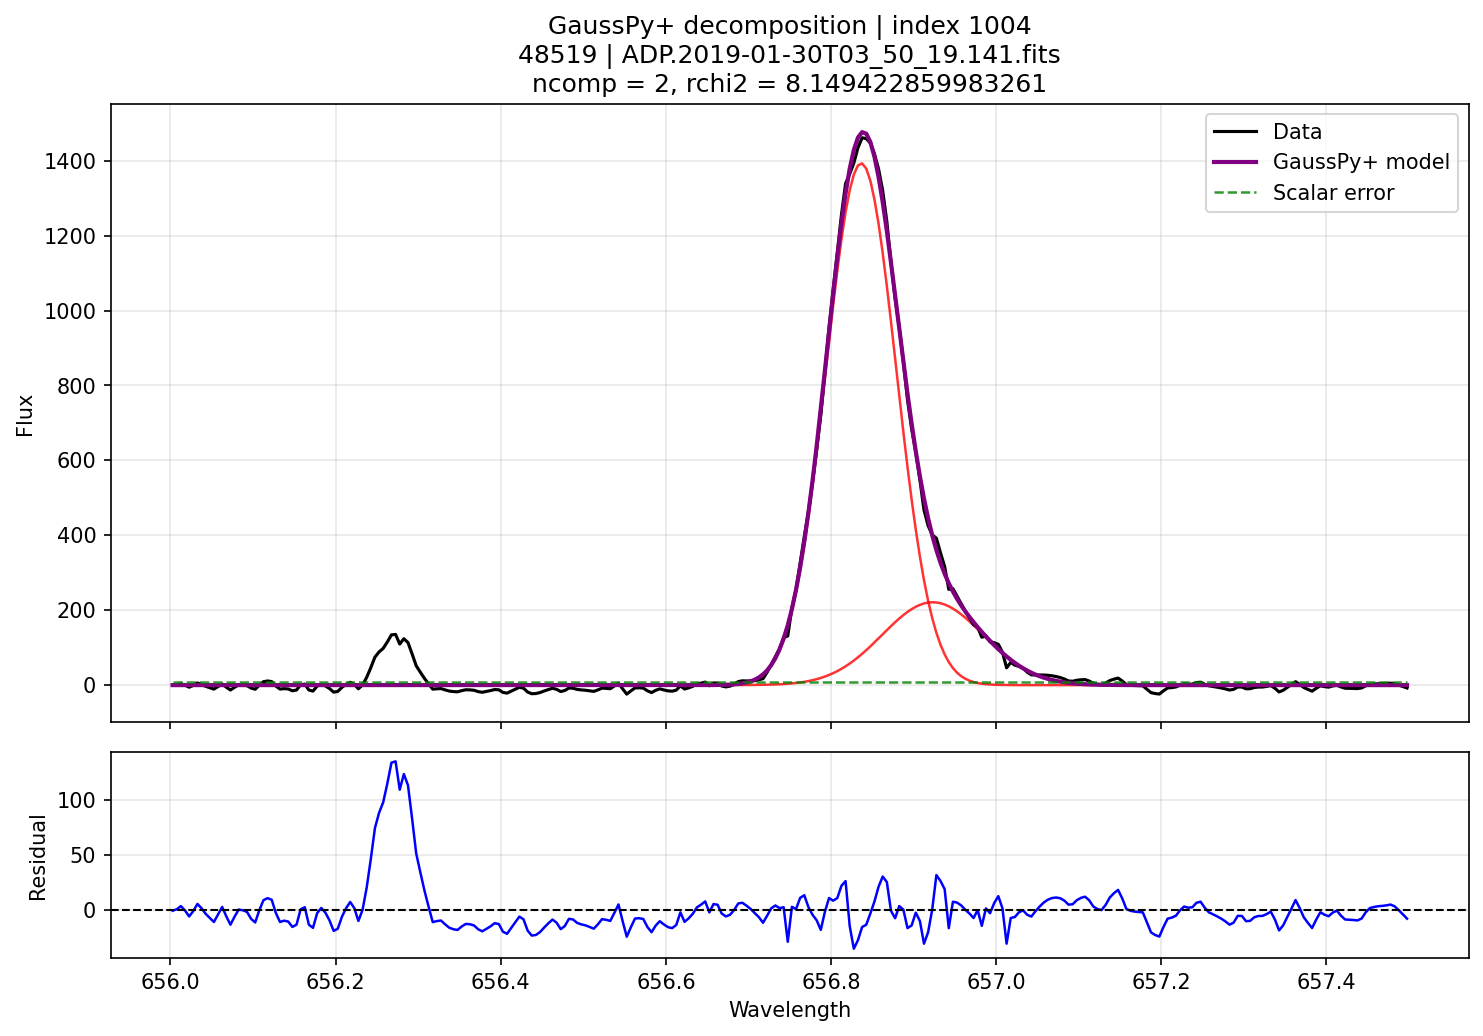 GaussPy+ decomposition | index 1004
48519 | ADP.2019-01-30T03_50_19.141.fits
ncomp = 2, rchi2 = 8.149422859983261
Data
GaussPy+ model
Scalar error
Flux
1400
1200
1000
800
600
400
200
0
Residual
100
50
0
656.0 656.2 656.4 656.6 656.8 657.0 657.2 657.4
Wavelength